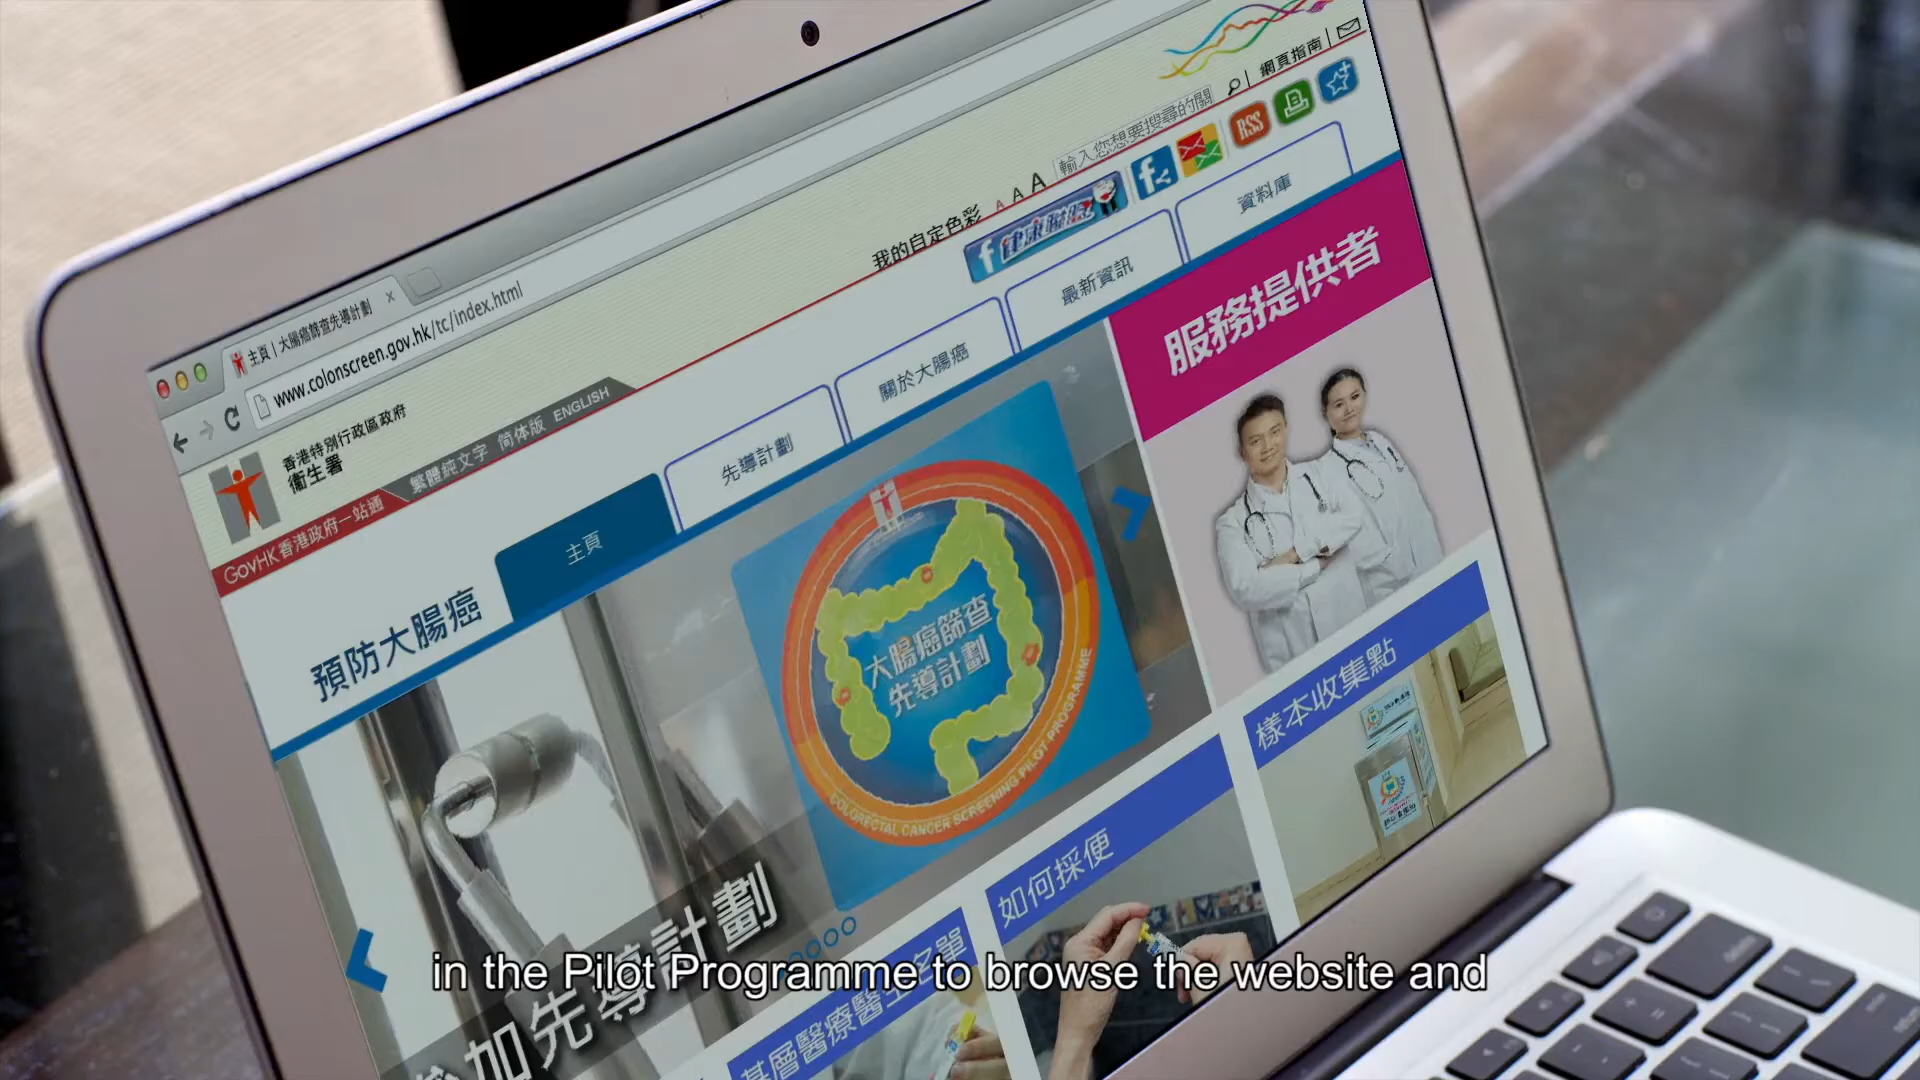 網頁指南
輸入您想要搜尋的關
RSS
我的自定色彩 A A A
f 健康聯線
主頁 | 大腸癌篩查先導計劃 x
www.colonscreen.gov.hk/tc/index.html
香港特別行政區政府
衞生署
GovHK 香港政府一站通 繁體純文字 简体版 ENGLISH
預防大腸癌
主頁
先導計劃
關於大腸癌
最新資訊
資料庫
服務提供者
大腸癌篩查
先導計劃
COLORECTAL CANCER SCREENING PILOT PROGRAMME
參加先導計劃
基層醫療醫生名單
如何採便
樣本收集點
in the Pilot Programme to browse the website and